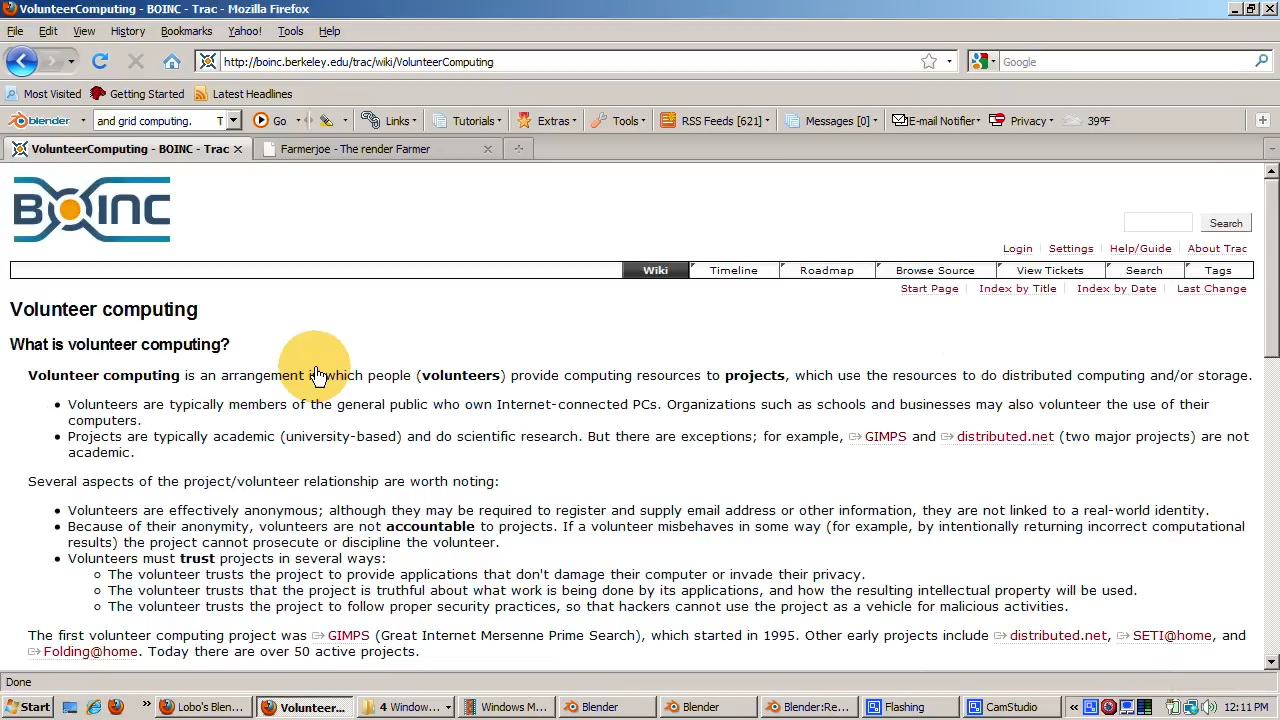 VolunteerComputing - BOINC - Trac - Mozilla Firefox
File Edit View History Bookmarks Yahoo! Tools Help
http://boinc.berkeley.edu/trac/wiki/VolunteerComputing Google
Most Visited Getting Started Latest Headlines
blender and grid computing. T Go Links Tutorials Extras Tools RSS Feeds [621] Messages [0] E-mail Notifier Privacy 39°F
VolunteerComputing - BOINC - Trac Farmerjoe - The render Farmer
BOINC
Search
Login Settings Help/Guide About Trac
Wiki Timeline Roadmap Browse Source View Tickets Search Tags
Start Page Index by Title Index by Date Last Change
Volunteer computing
What is volunteer computing?
Volunteer computing is an arrangement in which people (volunteers) provide computing resources to projects, which use the resources to do distributed computing and/or storage.
Volunteers are typically members of the general public who own Internet-connected PCs. Organizations such as schools and businesses may also volunteer the use of their
computers.
Projects are typically academic (university-based) and do scientific research. But there are exceptions; for example, GIMPS and distributed.net (two major projects) are not
academic.
Several aspects of the project/volunteer relationship are worth noting:
Volunteers are effectively anonymous; although they may be required to register and supply email address or other information, they are not linked to a real-world identity.
Because of their anonymity, volunteers are not accountable to projects. If a volunteer misbehaves in some way (for example, by intentionally returning incorrect computational
results) the project cannot prosecute or discipline the volunteer.
Volunteers must trust projects in several ways:
The volunteer trusts the project to provide applications that don't damage their computer or invade their privacy.
The volunteer trusts that the project is truthful about what work is being done by its applications, and how the resulting intellectual property will be used.
The volunteer trusts the project to follow proper security practices, so that hackers cannot use the project as a vehicle for malicious activities.
The first volunteer computing project was GIMPS (Great Internet Mersenne Prime Search), which started in 1995. Other early projects include distributed.net, SETI@home, and
Folding@home. Today there are over 50 active projects.
Done
Start Lobo's Blen... Volunteer... 4 Window... Windows M... Blender Blender Blender:Re... Flashing CamStudio 12:11 PM